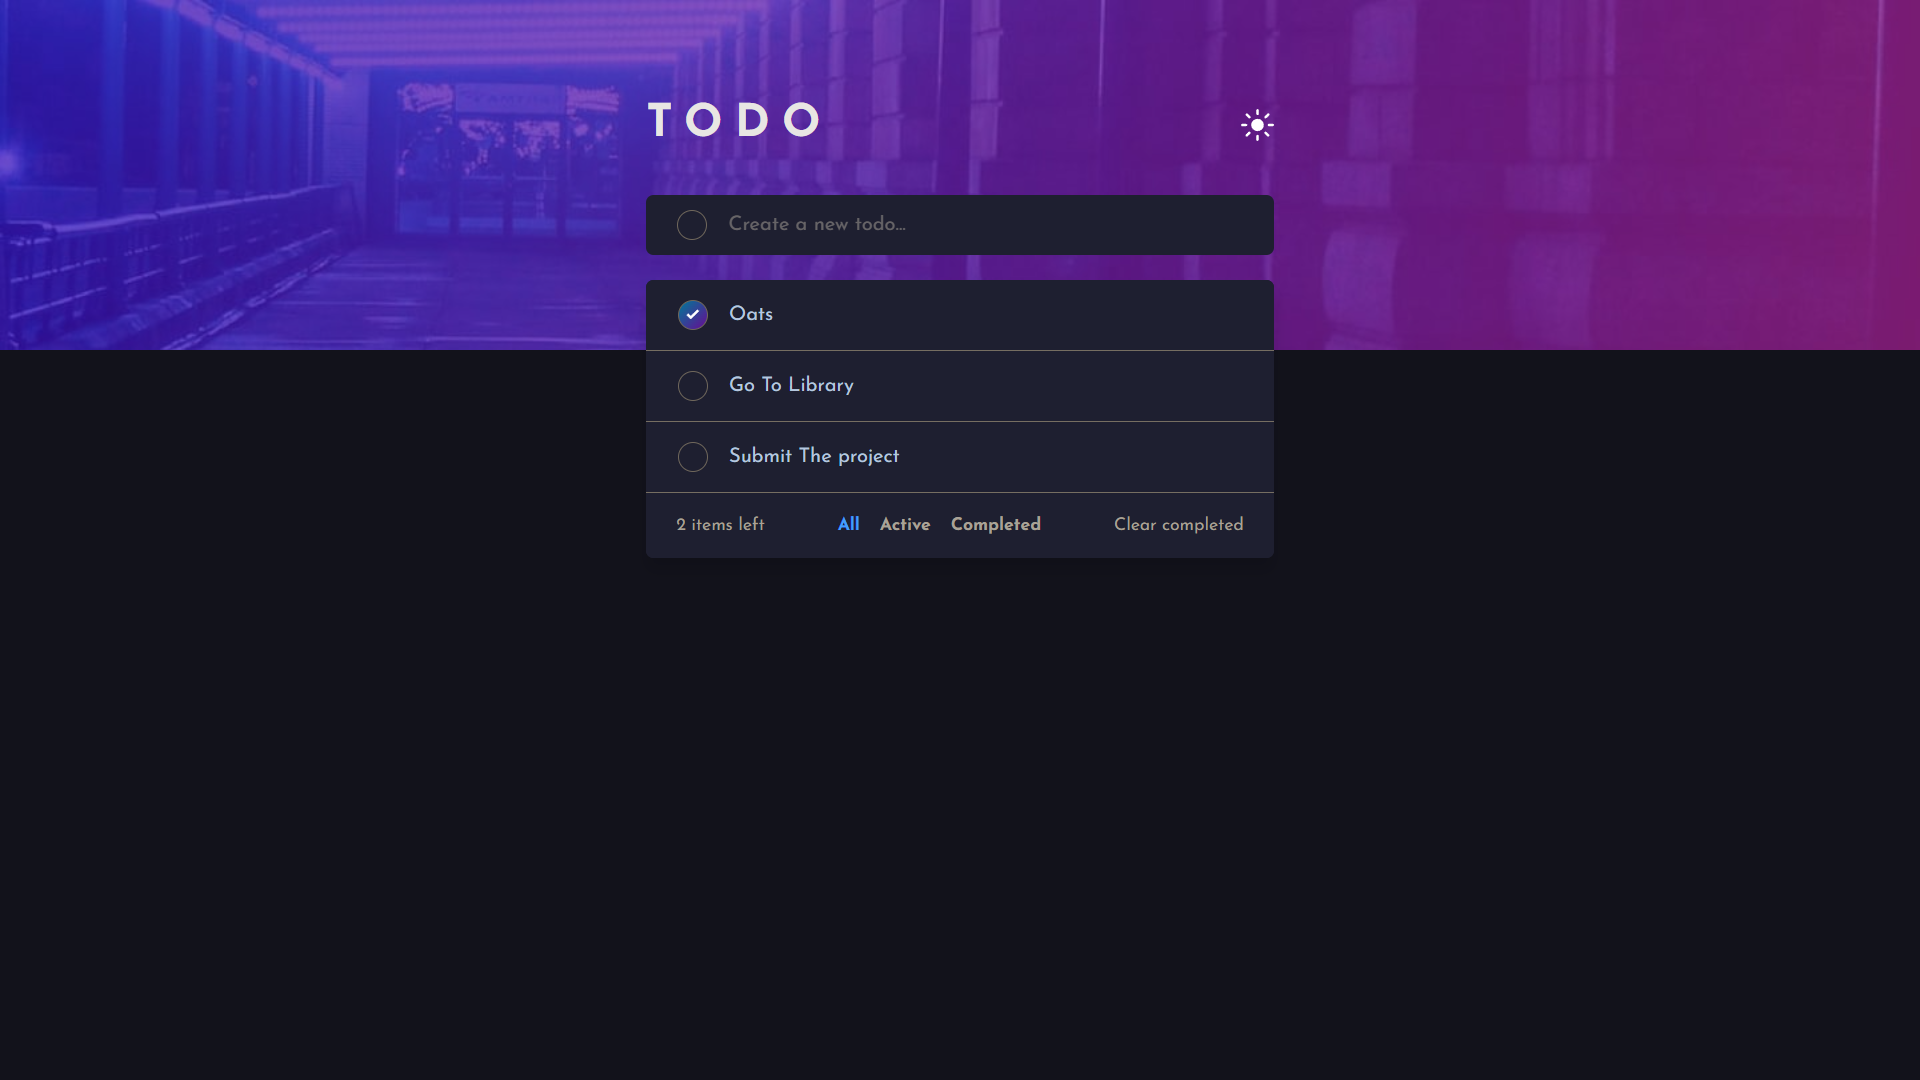 TODO
Create a new todo...
Oats
Go To Library
Submit The project
2 items left All Active Completed Clear completed